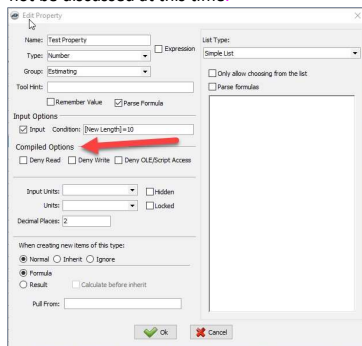 not be discussed at this time.
Edit Property
Name: Test Property
Expression
Type: Number
Group: Estimating
Tool Hint:
Remember Value
Parse Formula
Input Options
Input Condition: [New Length]=10
Compiled Options
Deny Read Deny Write Deny OLE/Script Access
Input Units:
Hidden
Units:
Locked
Decimal Places: 2
When creating new items of this type:
Normal Inherit Ignore
Formula
Result Calculate before inherit
Pull From:
List Type:
Simple List
Only allow choosing from the list
Parse formulas
Ok Cancel